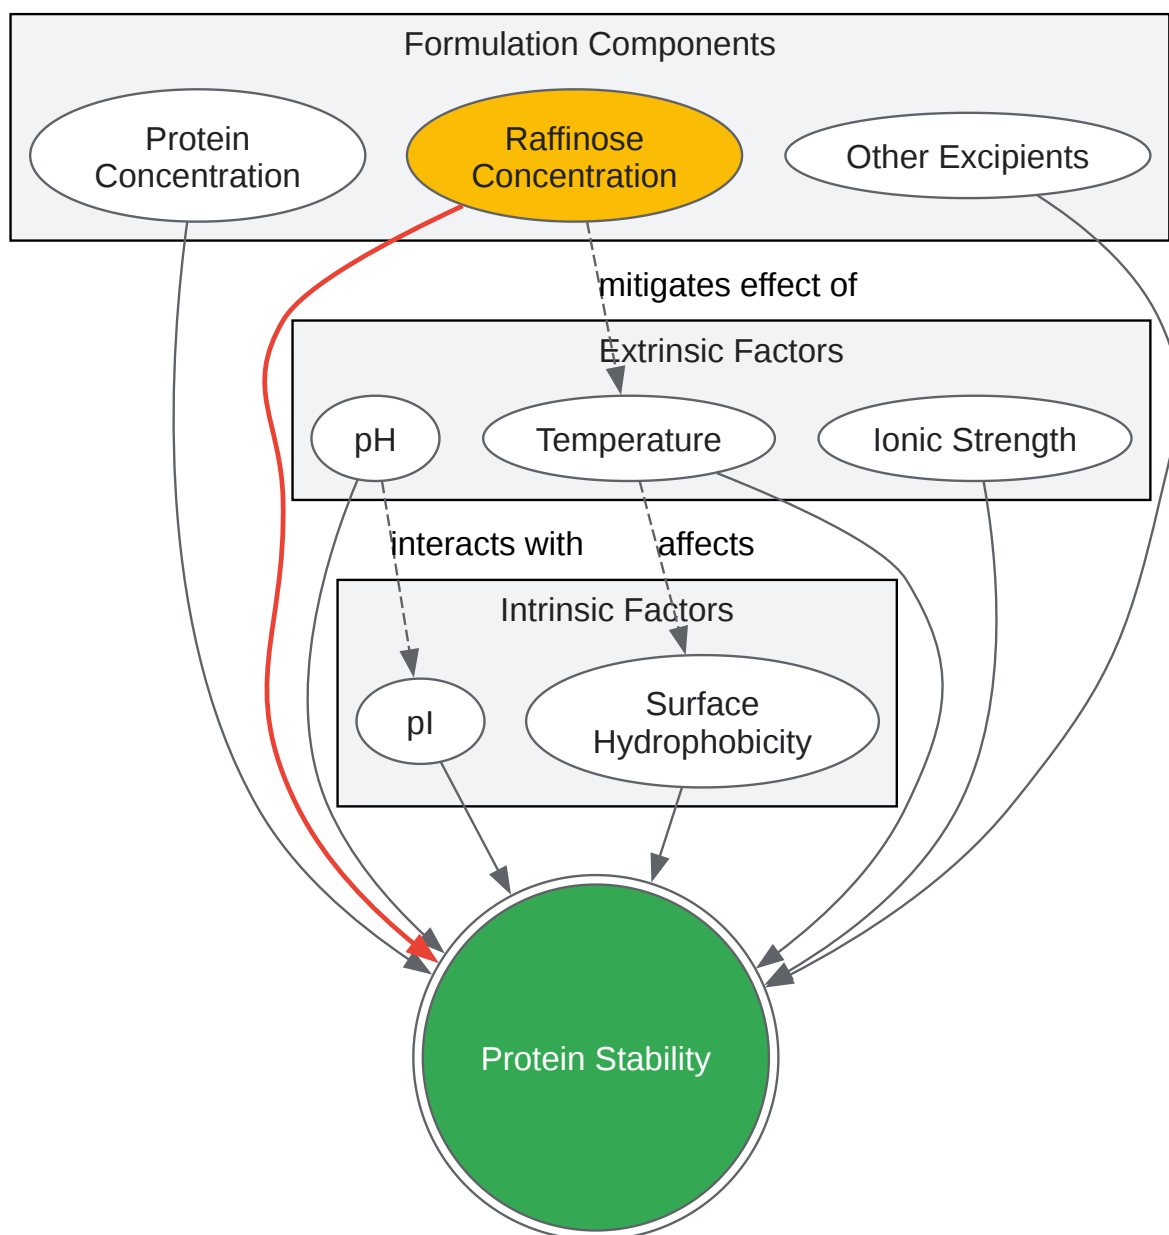 Formulation Components
Protein
Concentration
Raffinose
Concentration
Other Excipients
mitigates effect of
Extrinsic Factors
pH
Temperature
Ionic Strength
interacts with
affects
Intrinsic Factors
pI
Surface
Hydrophobicity
Protein Stability